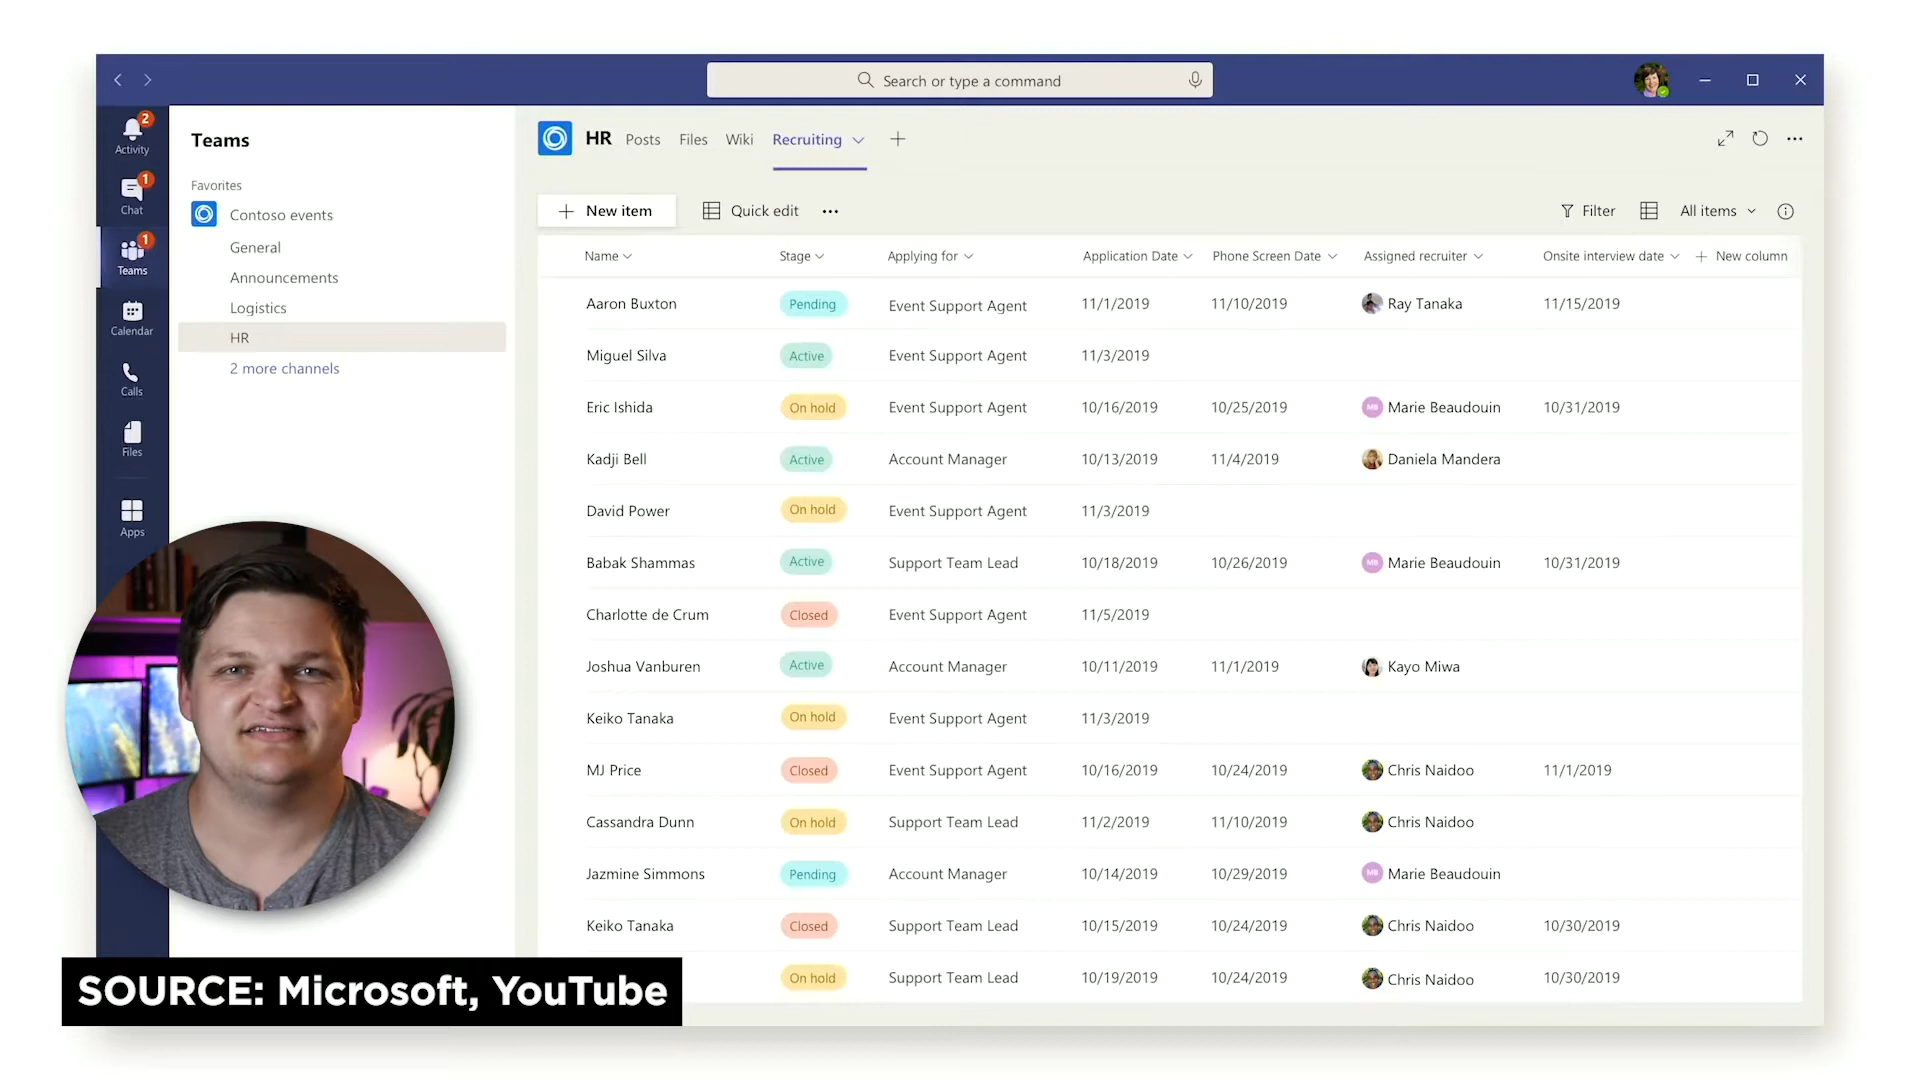 Search or type a command
2
Activity
1
Chat
1
Teams
Calendar
Calls
Files
Apps
Teams
Favorites
Contoso events
General
Announcements
Logistics
HR
2 more channels
HR Posts Files Wiki Recruiting
New item Quick edit ... Filter All items
Name Stage Applying for Application Date Phone Screen Date Assigned recruiter Onsite interview date New column
Aaron Buxton Pending Event Support Agent 11/1/2019 11/10/2019 Ray Tanaka 11/15/2019
Miguel Silva Active Event Support Agent 11/3/2019
Eric Ishida On hold Event Support Agent 10/16/2019 10/25/2019 MB Marie Beaudouin 10/31/2019
Kadji Bell Active Account Manager 10/13/2019 11/4/2019 Daniela Mandera
David Power On hold Event Support Agent 11/3/2019
Babak Shammas Active Support Team Lead 10/18/2019 10/26/2019 MB Marie Beaudouin 10/31/2019
Charlotte de Crum Closed Event Support Agent 11/5/2019
Joshua Vanburen Active Account Manager 10/11/2019 11/1/2019 Kayo Miwa
Keiko Tanaka On hold Event Support Agent 11/3/2019
MJ Price Closed Event Support Agent 10/16/2019 10/24/2019 Chris Naidoo 11/1/2019
Cassandra Dunn On hold Support Team Lead 11/2/2019 11/10/2019 Chris Naidoo
Jazmine Simmons Pending Account Manager 10/14/2019 10/29/2019 MB Marie Beaudouin
Keiko Tanaka Closed Support Team Lead 10/15/2019 10/24/2019 Chris Naidoo 10/30/2019
On hold Support Team Lead 10/19/2019 10/24/2019 Chris Naidoo 10/30/2019
SOURCE: Microsoft, YouTube